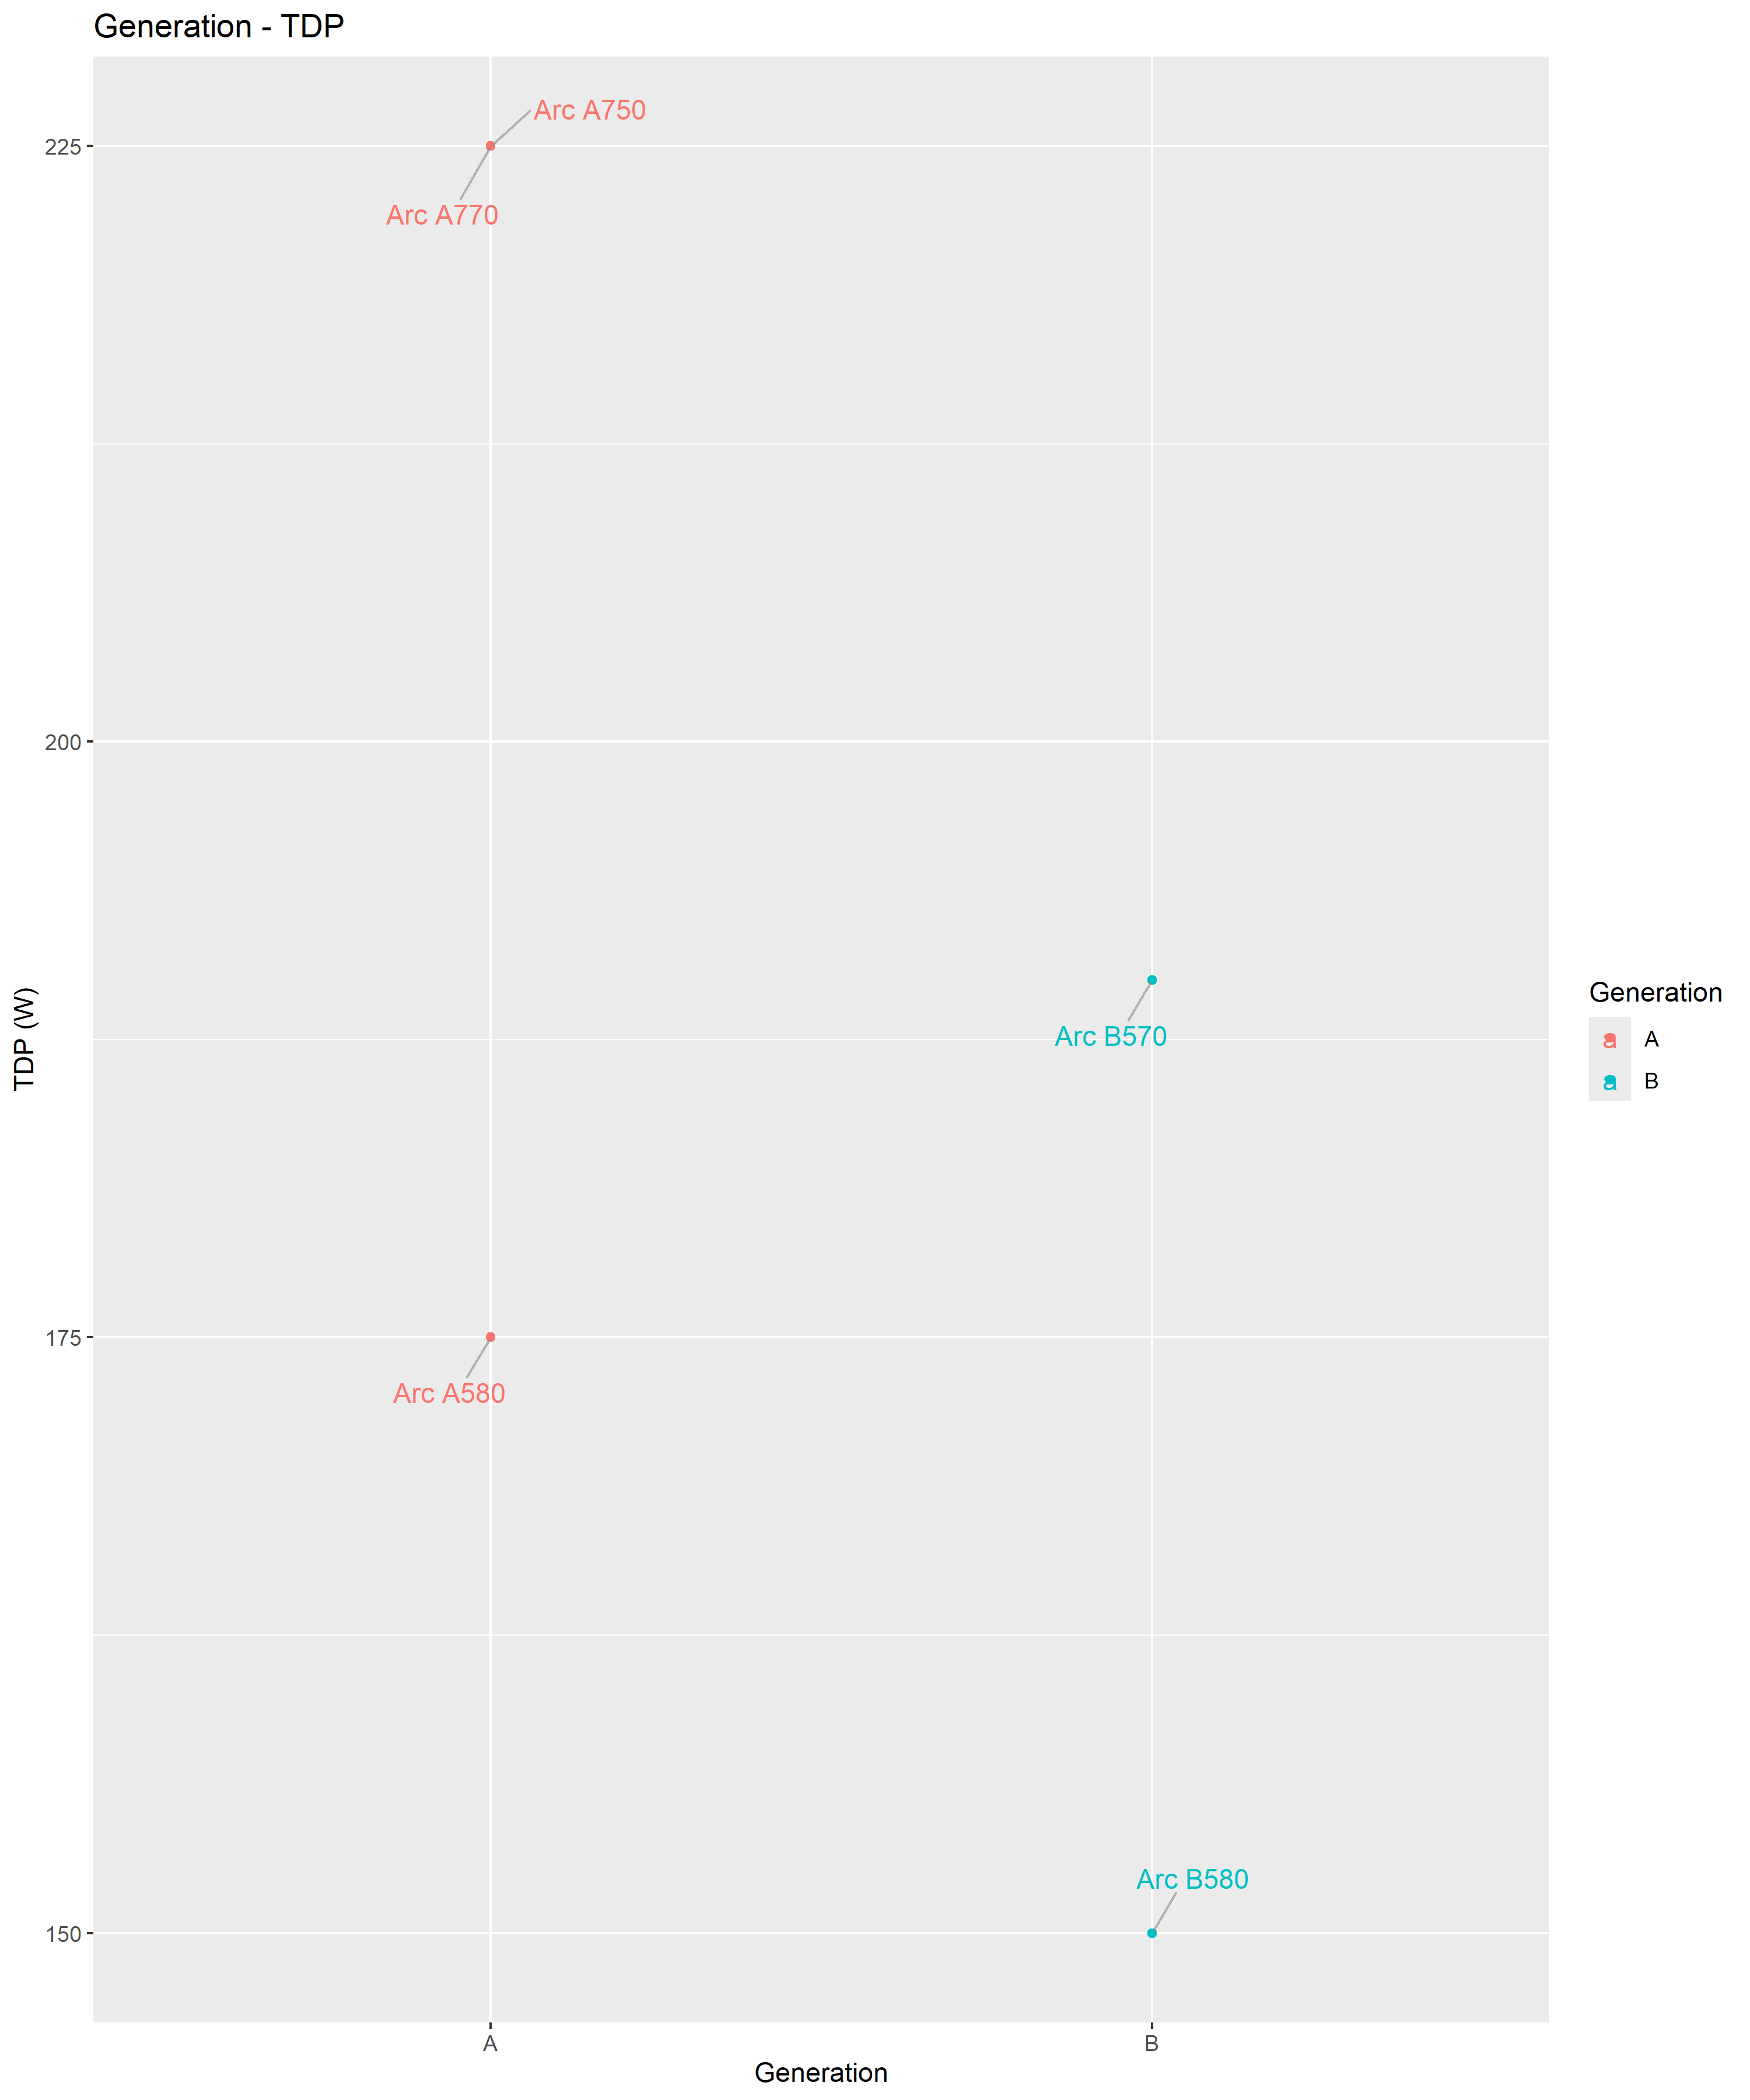 Generation - TDP
Arc A750
225
Arc A770
200
Arc B570
TDP (W)
Generation
a A
a B
175
Arc A580
Arc B580
150
A
B
Generation